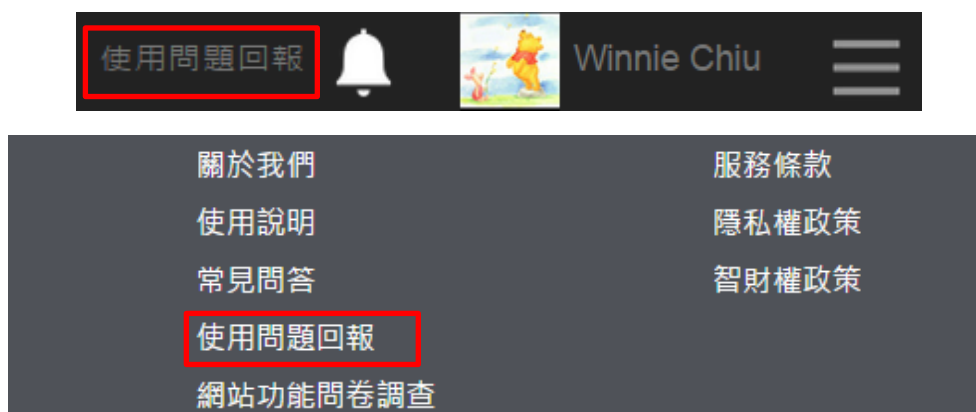 使用問題回報 Winnie Chiu
關於我們
使用說明
常見問答
使用問題回報
網站功能問卷調查
服務條款
隱私權政策
智財權政策